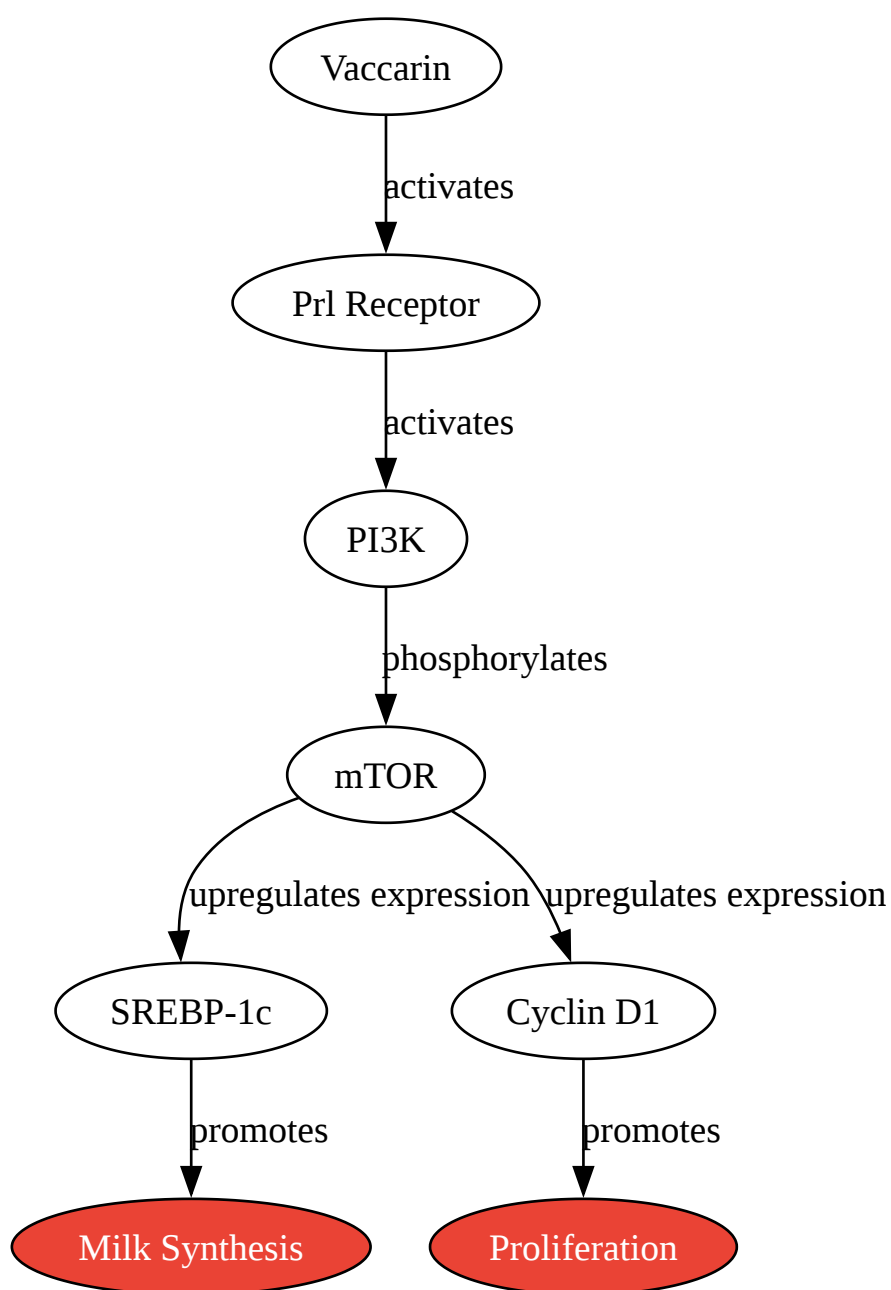 Vaccarin
activates
Prl Receptor
activates
PI3K
phosphorylates
mTOR
upregulates expression
upregulates expression
SREBP-1c
Cyclin D1
promotes
promotes
Milk Synthesis
Proliferation